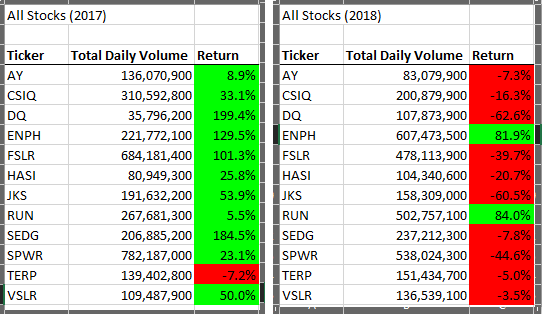 All Stocks (2017)
Ticker Total Daily Volume Return
AY 136,070,900 8.9%
CSIQ 310,592,800 33.1%
DQ 35,796,200 199.4%
ENPH 221,772,100 129.5%
FSLR 684,181,400 101.3%
HASI 80,949,300 25.8%
JKS 191,632,200 53.9%
RUN 267,681,300 5.5%
SEDG 206,885,200 184.5%
SPWR 782,187,000 23.1%
TERP 139,402,800 -7.2%
VSLR 109,487,900 50.0%
All Stocks (2018)
Ticker Total Daily Volume Return
AY 83,079,900 -7.3%
CSIQ 200,879,900 -16.3%
DQ 107,873,900 -62.6%
ENPH 607,473,500 81.9%
FSLR 478,113,900 -39.7%
HASI 104,340,600 -20.7%
JKS 158,309,000 -60.5%
RUN 502,757,100 84.0%
SEDG 237,212,300 -7.8%
SPWR 538,024,300 -44.6%
TERP 151,434,700 -5.0%
VSLR 136,539,100 -3.5%